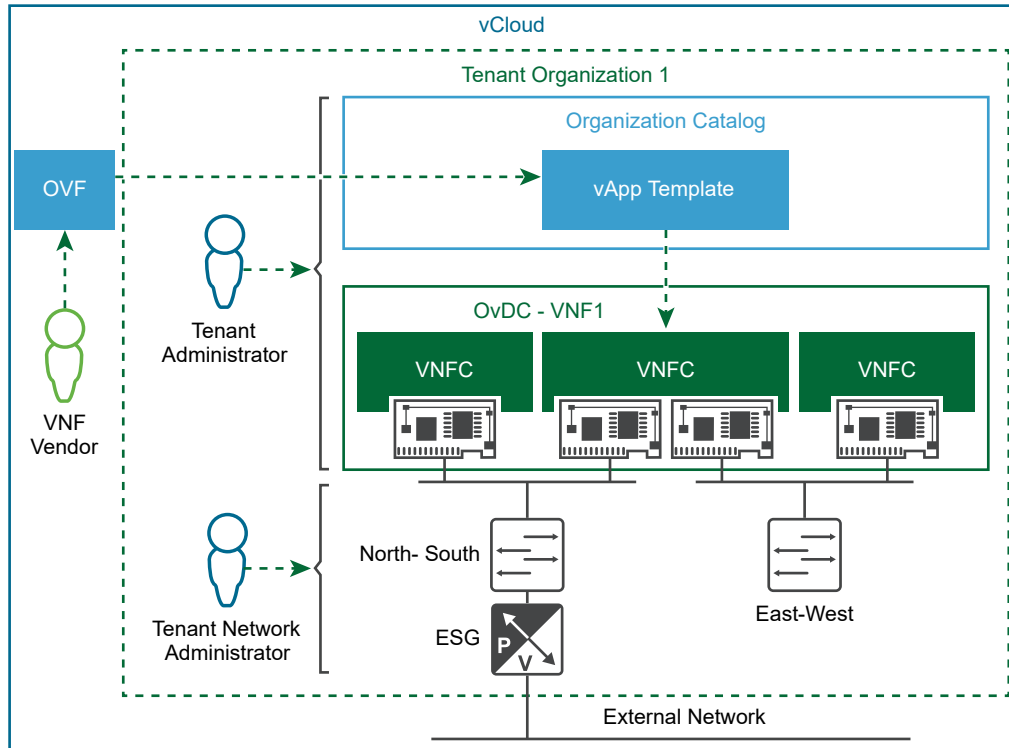 vCloud
Tenant Organization 1
Organization Catalog
OVF
vApp Template
OvDC - VNF1
Tenant
Administrator
VNFC
VNFC
VNFC
VNF
Vendor
North- South
East-West
Tenant Network
Administrator
ESG
P
V
External Network